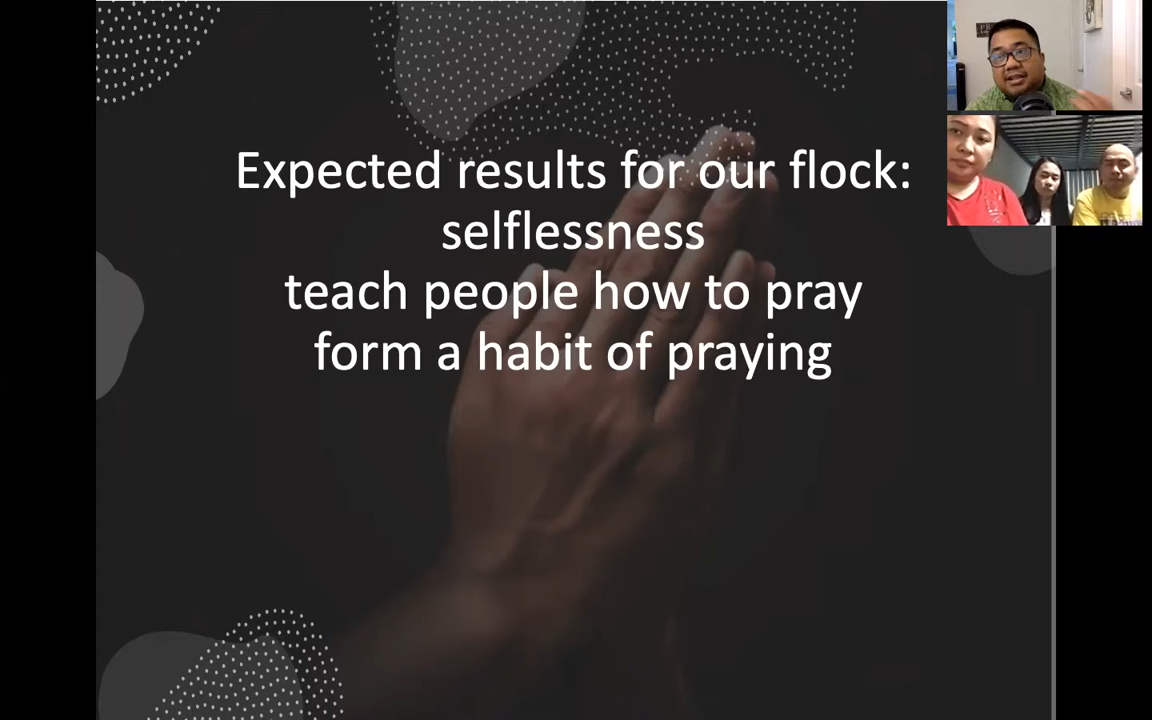 Expected results for our flock:
selflessness
teach people how to pray
form a habit of praying